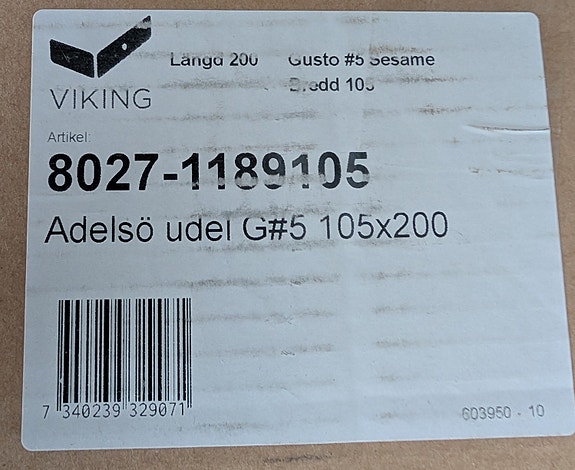 Längd 200 Gusto #5 Sesame
Bredd 105
VIKING
Artikel:
8027-1189105
Adelsö udel G#5 105x200
7 340239 329071
603950 - 10